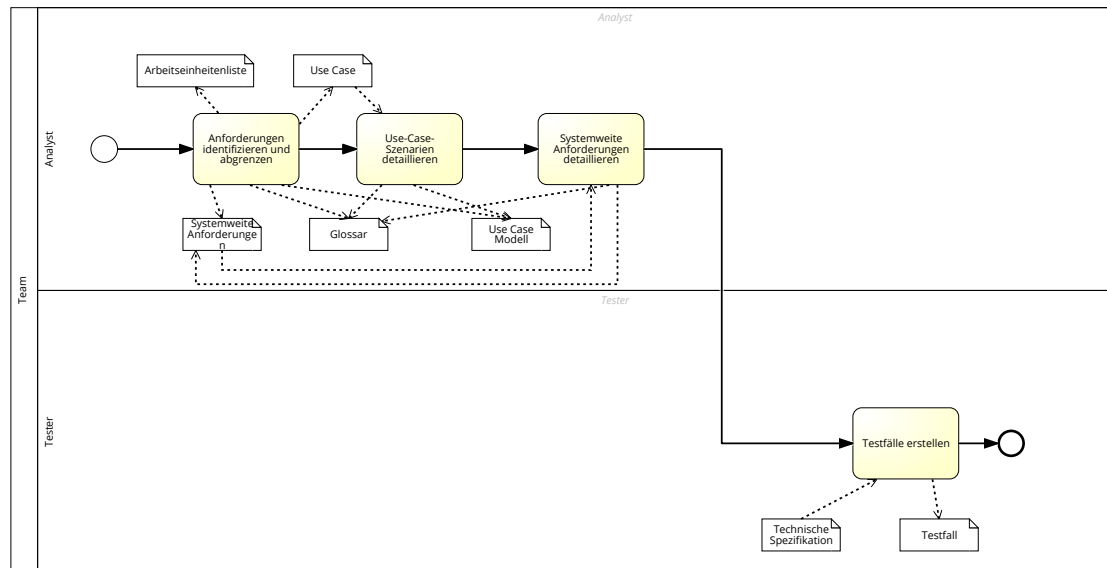 Analyst
Arbeitseinheitenliste
Use Case
Team
Analyst
Anforderungen
identifizieren und
abgrenzen
Use-Case-
Szenarien
detaillieren
Systemweite
Anforderungen
detaillieren
Systemweite
Anforderunge
n
Glossar
Use Case
Modell
Tester
Tester
Testfälle erstellen
Technische
Spezifikation
Testfall